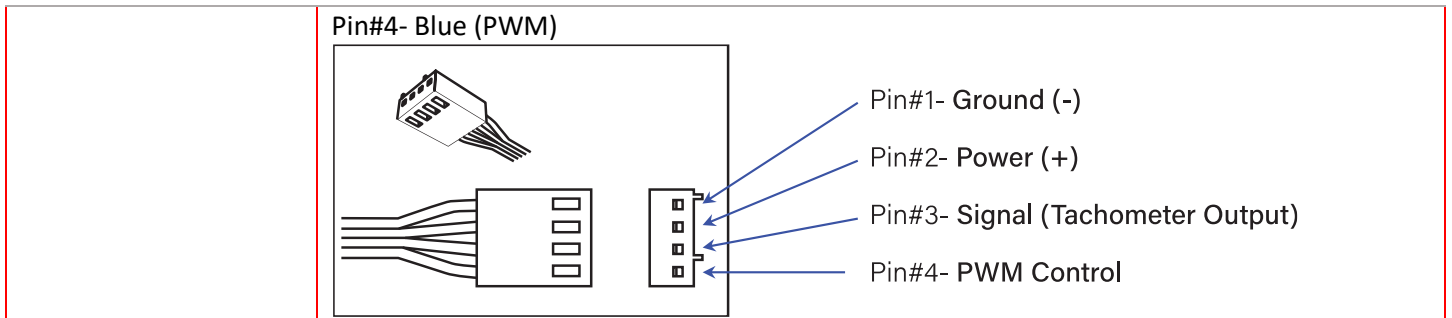 Pin#4- Blue (PWM)
Pin#1- Ground (-)
Pin#2- Power (+)
Pin#3- Signal (Tachometer Output)
Pin#4- PWM Control